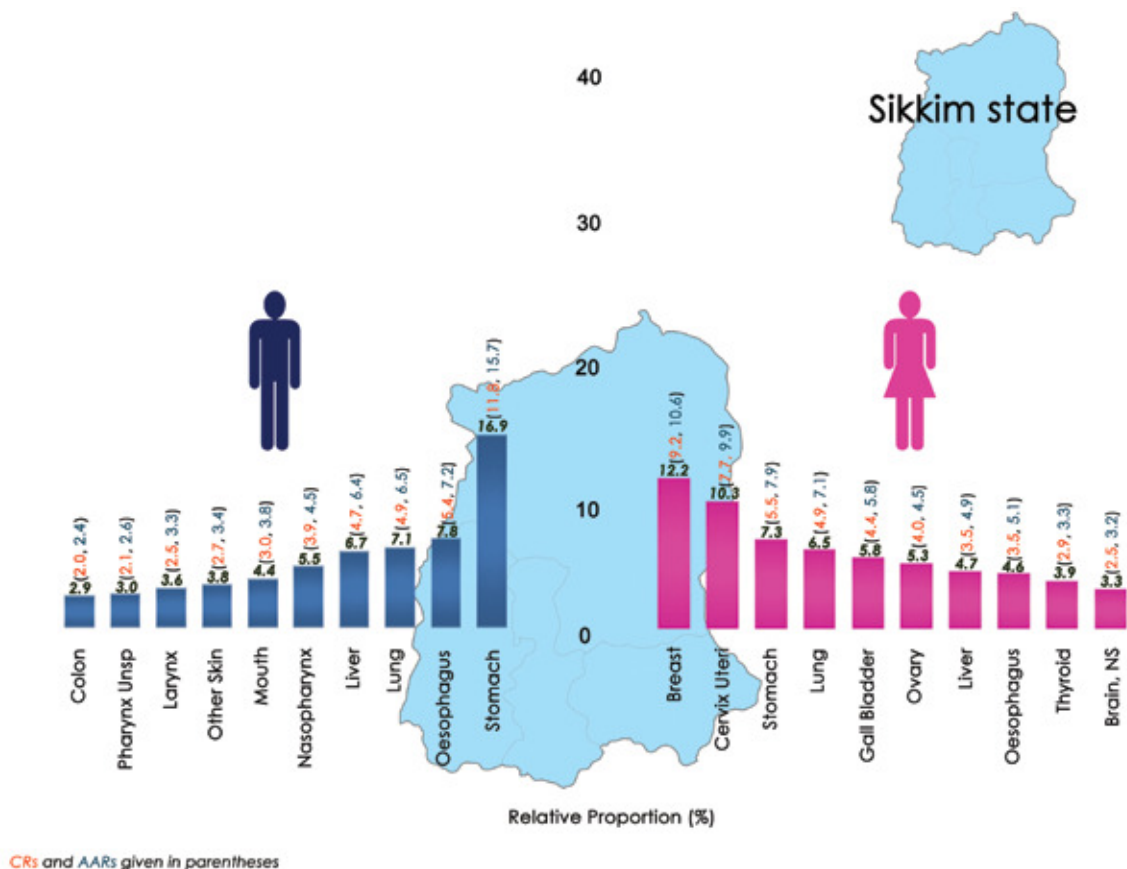 Sikkim state
40
30
20
10
0
2.9 (2.0, 2.4)
3.0 (2.1, 2.6)
3.6 (2.5, 3.3)
3.8 (2.7, 3.4)
4.4 (3.0, 3.8)
5.5 (3.9, 4.5)
6.7 (4.7, 6.4)
7.1 (4.9, 6.5)
7.8 (5.4, 7.2)
16.9 (11.8, 15.7)
12.2 (9.2, 10.6)
10.3 (7.7, 9.9)
7.3 (5.5, 7.9)
6.5 (4.9, 7.1)
5.8 (4.4, 5.8)
5.3 (4.0, 4.5)
4.7 (3.5, 4.9)
4.6 (3.5, 5.1)
3.9 (2.9, 3.3)
3.3 (2.5, 3.2)
Colon
Pharynx Unsp
Larynx
Other Skin
Mouth
Nasopharynx
Liver
Lung
Oesophagus
Stomach
Breast
Cervix Uteri
Stomach
Lung
Gall Bladder
Ovary
Liver
Oesophagus
Thyroid
Brain, NS
Relative Proportion (%)
CRs and AARs given in parentheses